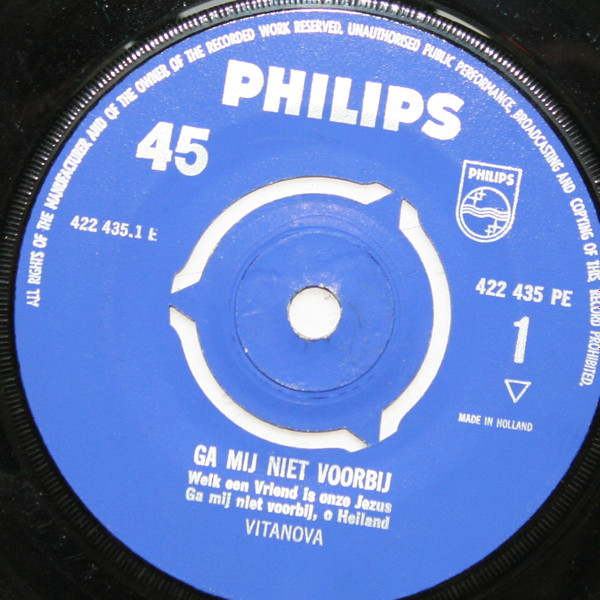 ALL RIGHTS OF THE MANUFACTURER AND OF THE OWNER OF THE RECORDED WORK RESERVED. UNAUTHORISED PUBLIC PERFORMANCE, BROADCASTING AND COPYING OF THIS RECORD PROHIBITED.
PHILIPS
45
PHILIPS
422 435.1 E
422 435 PE
1
MADE IN HOLLAND
GA MIJ NIET VOORBIJ
Welk een Vriend is onze Jezus
Ga mij niet voorbij, o Heiland
VITANOVA